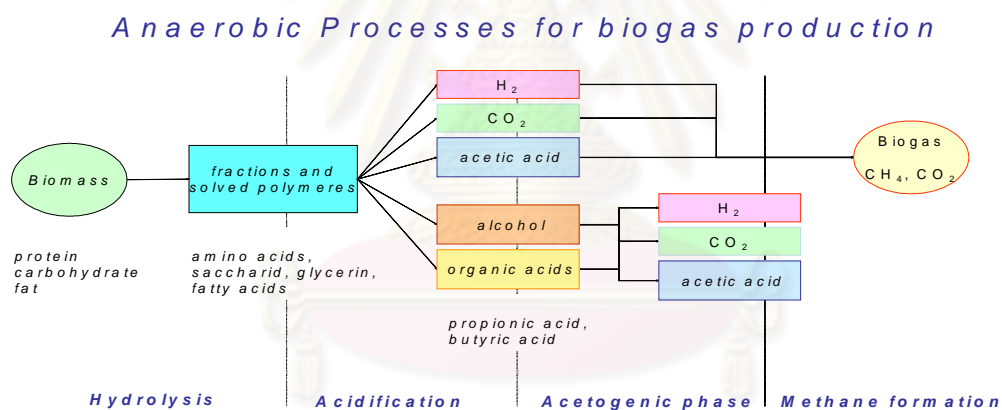 Anaerobic Processes for biogas production
Biomass
protein
carbohydrate
fat
fractions and
solved polymeres
amino acids,
saccharid, glycerin,
fatty acids
H₂
CO₂
acetic acid
alcohol
organic acids
propionic acid,
butyric acid
H₂
CO₂
acetic acid
Biogas
CH₄, CO₂
Hydrolysis
Acidification
Acetogenic phase
Methane formation